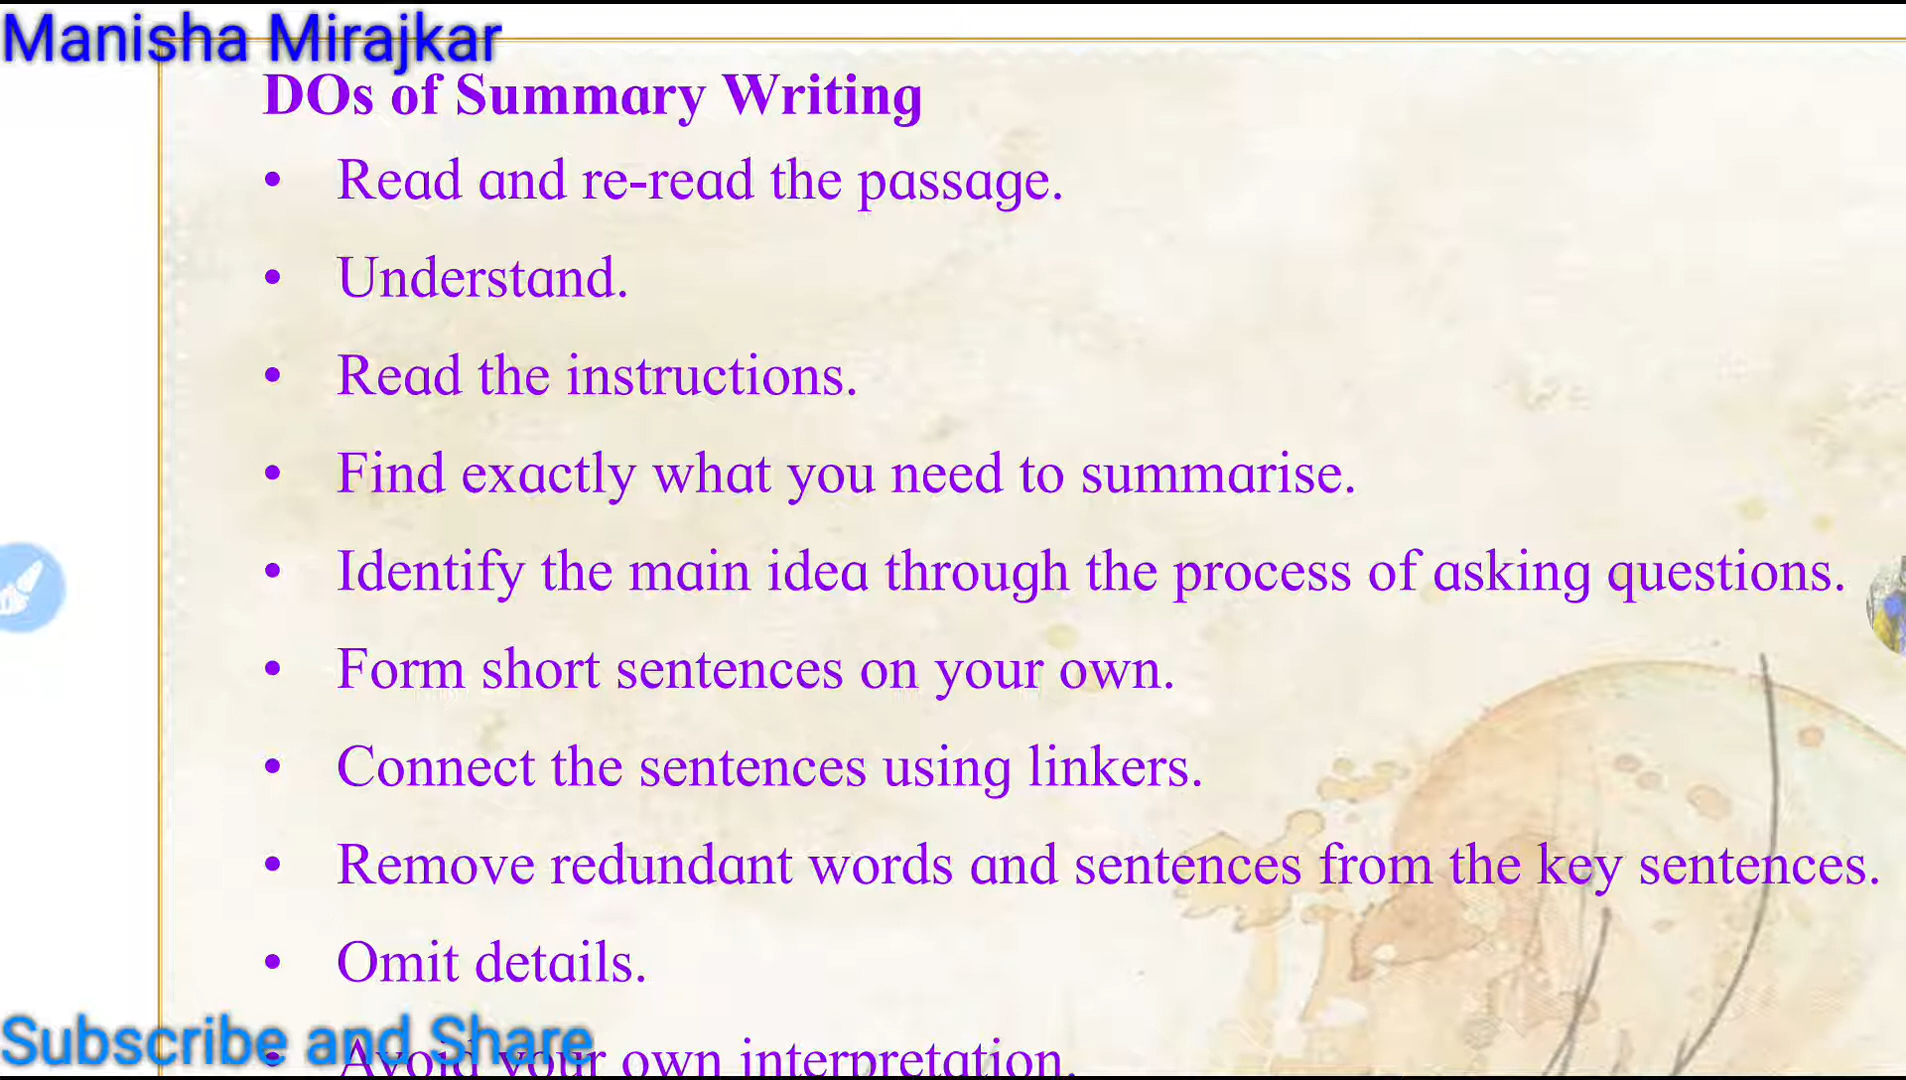 Manisha Mirajkar
DOs of Summary Writing
• Read and re-read the passage.
• Understand.
• Read the instructions.
• Find exactly what you need to summarise.
• Identify the main idea through the process of asking questions.
• Form short sentences on your own.
• Connect the sentences using linkers.
• Remove redundant words and sentences from the key sentences.
• Omit details.
Subscribe and Share
• Avoid your own interpretation.